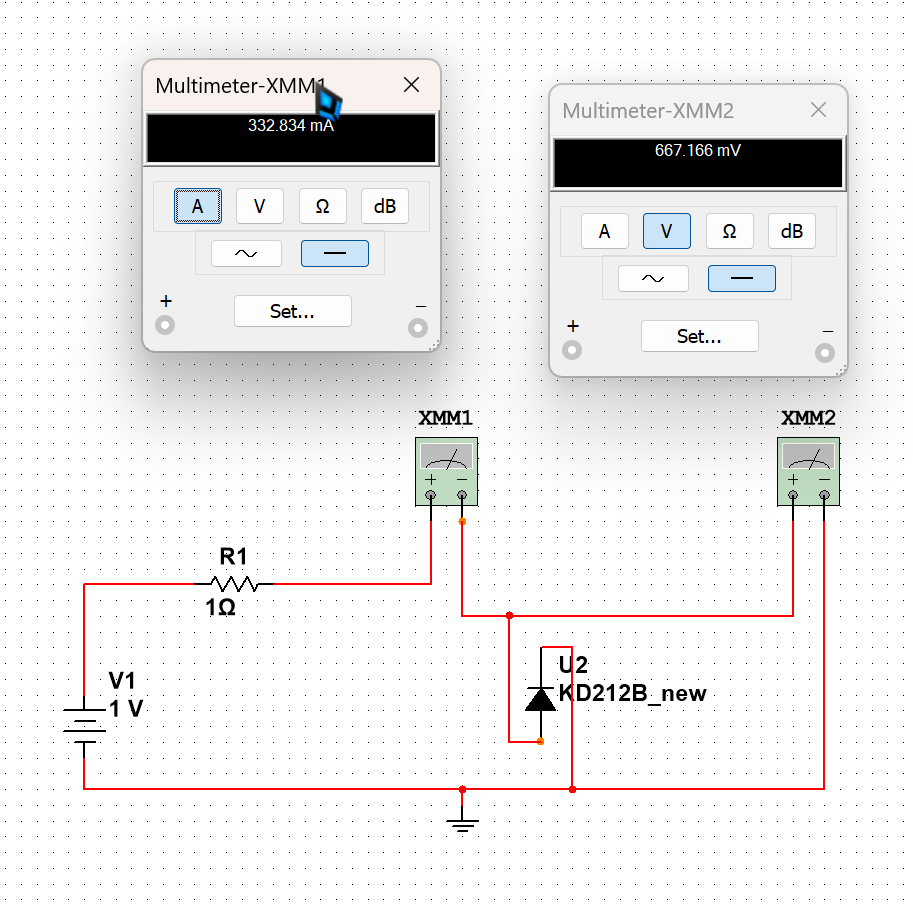 Multimeter-XMM1
332.834 mA
A V Ω dB
+ Set... −
Multimeter-XMM2
667.166 mV
A V Ω dB
+ Set... −
XMM1
+ −
XMM2
+ −
R1
1Ω
V1
1 V
U2
KD212B_new